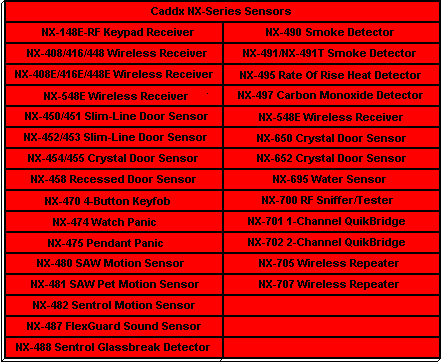 Caddx NX-Series Sensors
NX-148E-RF Keypad Receiver
NX-490 Smoke Detector
NX-408/416/448 Wireless Receiver
NX-491/NX-491T Smoke Detector
NX-408E/416E/448E Wireless Receiver
NX-495 Rate Of Rise Heat Detector
NX-548E Wireless Receiver
NX-497 Carbon Monoxide Detector
NX-450/451 Slim-Line Door Sensor
NX-548E Wireless Receiver
NX-452/453 Slim-Line Door Sensor
NX-650 Crystal Door Sensor
NX-454/455 Crystal Door Sensor
NX-652 Crystal Door Sensor
NX-458 Recessed Door Sensor
NX-695 Water Sensor
NX-470 4-Button Keyfob
NX-700 RF Sniffer/Tester
NX-474 Watch Panic
NX-701 1-Channel QuikBridge
NX-475 Pendant Panic
NX-702 2-Channel QuikBridge
NX-480 SAW Motion Sensor
NX-705 Wireless Repeater
NX-481 SAW Pet Motion Sensor
NX-707 Wireless Repeater
NX-482 Sentrol Motion Sensor
NX-487 FlexGuard Sound Sensor
NX-488 Sentrol Glassbreak Detector